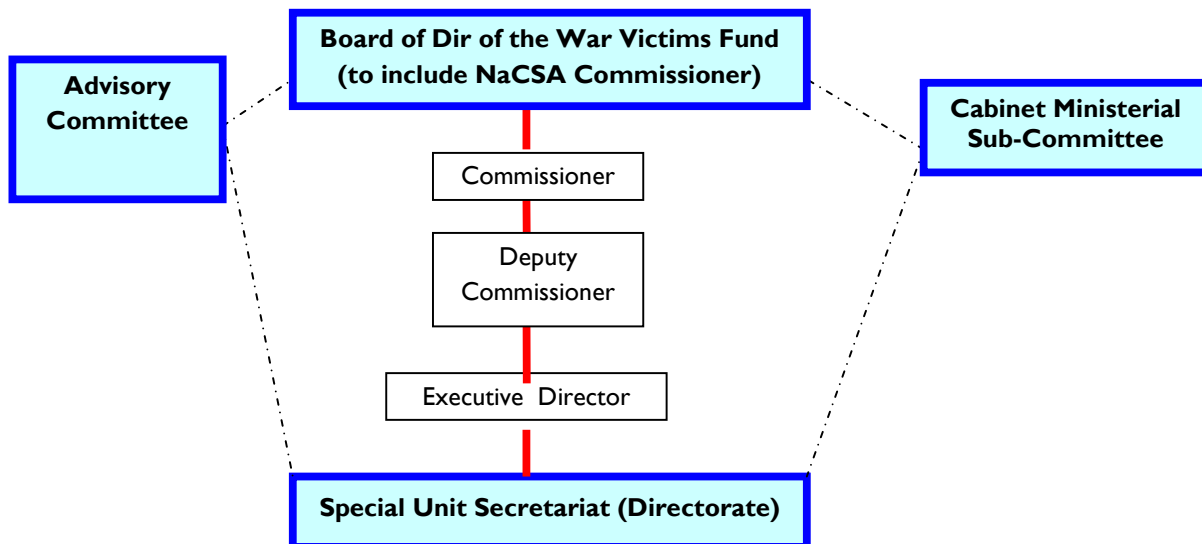 Board of Dir of the War Victims Fund
(to include NaCSA Commissioner)
Advisory
Committee
Cabinet Ministerial
Sub-Committee
Commissioner
Deputy
Commissioner
Executive Director
Special Unit Secretariat (Directorate)